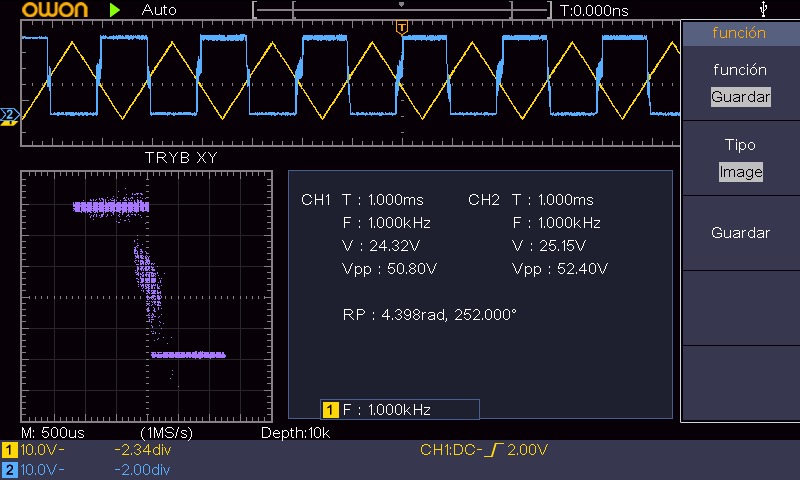 owon Auto T:0.000ns
T
función
función
Guardar
Tipo
Image
Guardar
2
1
TRYB XY
CH1 T : 1.000ms CH2 T : 1.000ms
F : 1.000kHz F : 1.000kHz
V : 24.32V V : 25.15V
Vpp : 50.80V Vpp : 52.40V
RP : 4.398rad, 252.000°
1 F : 1.000kHz
M: 500us (1MS/s) Depth:10k
1 10.0V- -2.34div CH1:DC- 2.00V
2 10.0V- -2.00div